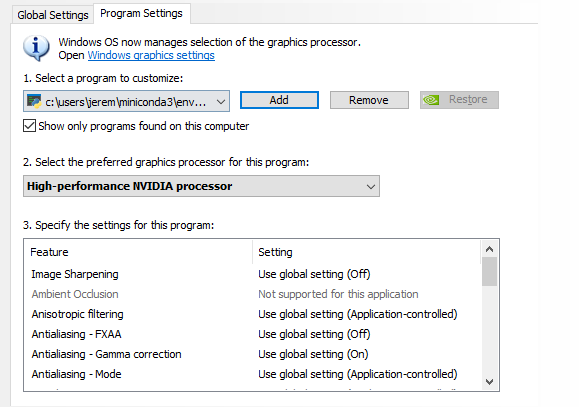 Global Settings
Program Settings
Windows OS now manages selection of the graphics processor.
Open Windows graphics settings
1. Select a program to customize:
c:\users\jerem\miniconda3\env...
Add
Remove
Restore
Show only programs found on this computer
2. Select the preferred graphics processor for this program:
High-performance NVIDIA processor
3. Specify the settings for this program:
Feature Setting
Image Sharpening Use global setting (Off)
Ambient Occlusion Not supported for this application
Anisotropic filtering Use global setting (Application-controlled)
Antialiasing - FXAA Use global setting (Off)
Antialiasing - Gamma correction Use global setting (On)
Antialiasing - Mode Use global setting (Application-controlled)